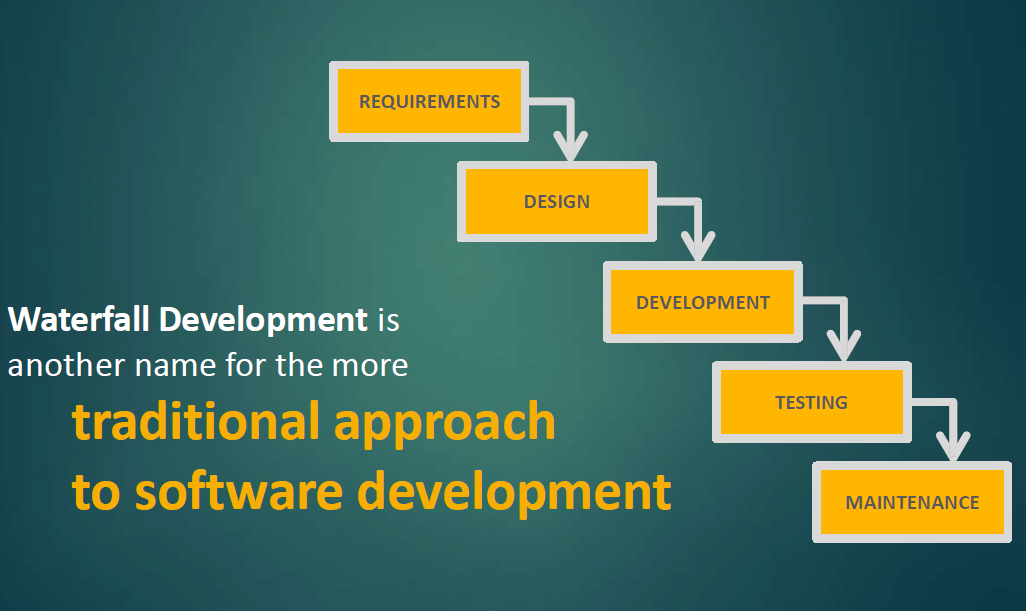 REQUIREMENTS
DESIGN
DEVELOPMENT
TESTING
MAINTENANCE
Waterfall Development is
another name for the more
traditional approach
to software development